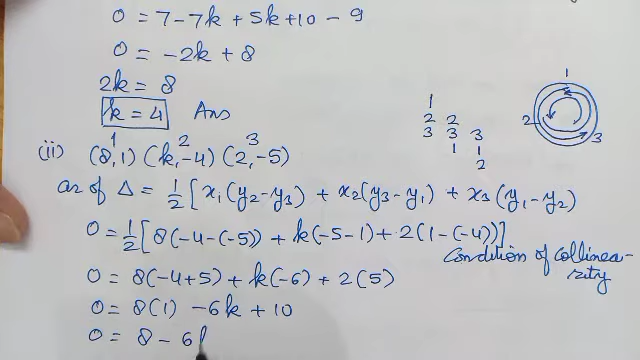 0 = 7 - 7k + 5k + 10 - 9
0 = -2k + 8
2k = 8
k = 4 Ans
1
2 2
3 3 3
1 1
2
1
2
3
1 2 3
(ii) (8, 1) (k, -4) (2, -5)
ar of Δ = 1/2 [x₁(y₂-y₃) + x₂(y₃-y₁) + x₃(y₁-y₂)
0 = 1/2 [8(-4-(-5)) + k(-5-1) + 2(1-(-4))]
Condition of collinea-
rity
0 = 8(-4+5) + k(-6) + 2(5)
0 = 8(1) - 6k + 10
0 = 8 - 6